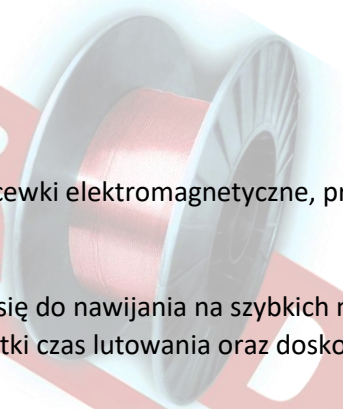 cewki elektromagnetyczne, pr
się do nawijania na szybkich
tki czas lutowania oraz dosko